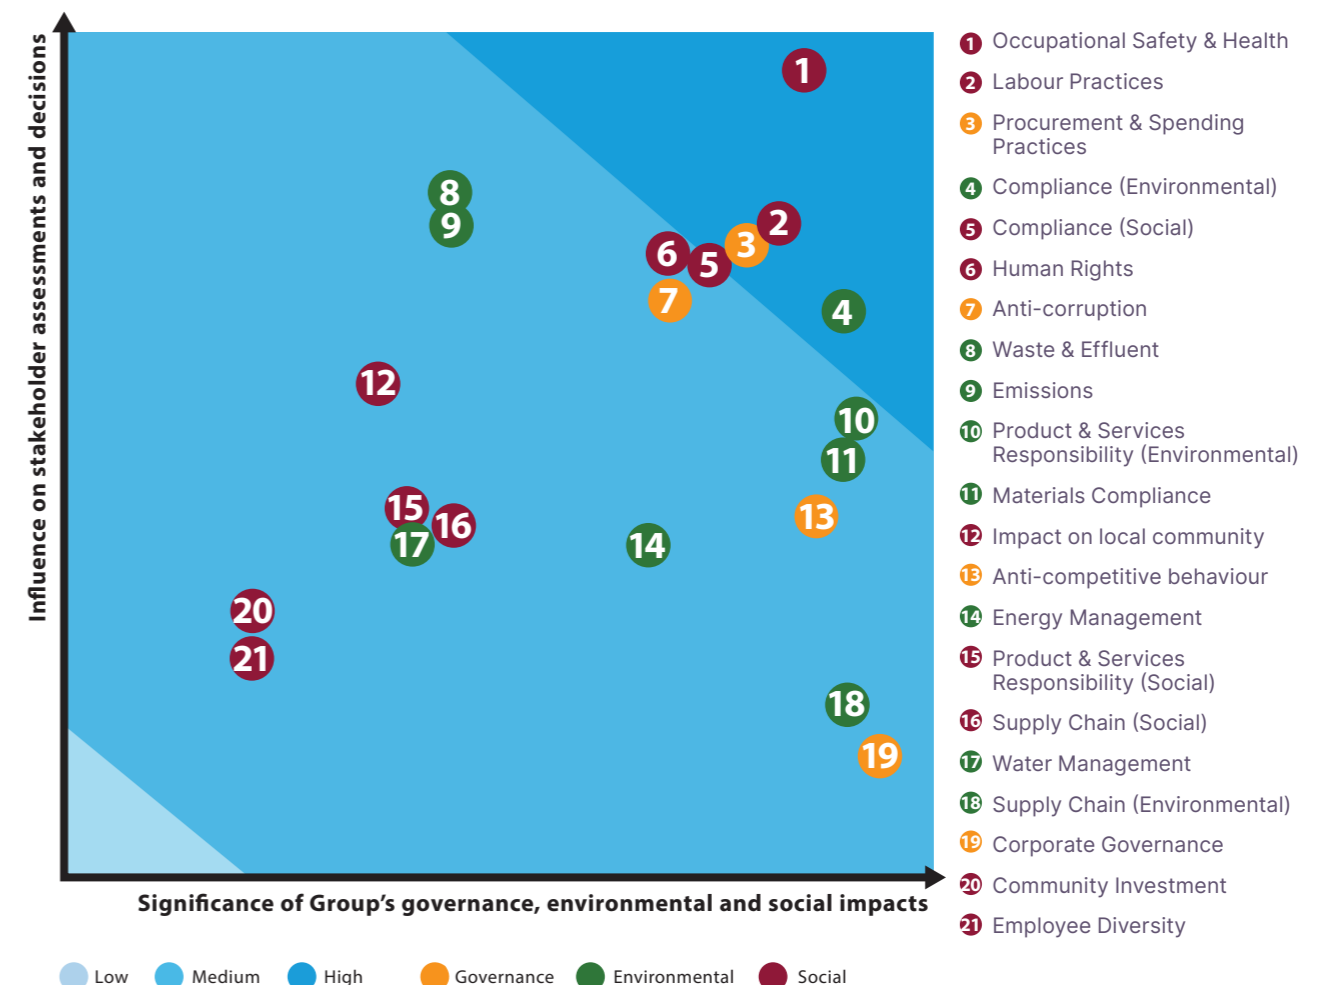 Influence on stakeholder assessments and decisions
1
8
9
2
3
6
5
7
4
12
10
11
15
16
13
17
14
20
21
18
19
Significance of Group’s governance, environmental and social impacts
1 Occupational Safety & Health
2 Labour Practices
3 Procurement & Spending
Practices
4 Compliance (Environmental)
5 Compliance (Social)
6 Human Rights
7 Anti-corruption
8 Waste & Effluent
9 Emissions
10 Product & Services
Responsibility (Environmental)
11 Materials Compliance
12 Impact on local community
13 Anti-competitive behaviour
14 Energy Management
15 Product & Services
Responsibility (Social)
16 Supply Chain (Social)
17 Water Management
18 Supply Chain (Environmental)
19 Corporate Governance
20 Community Investment
21 Employee Diversity
Low Medium High Governance Environmental Social